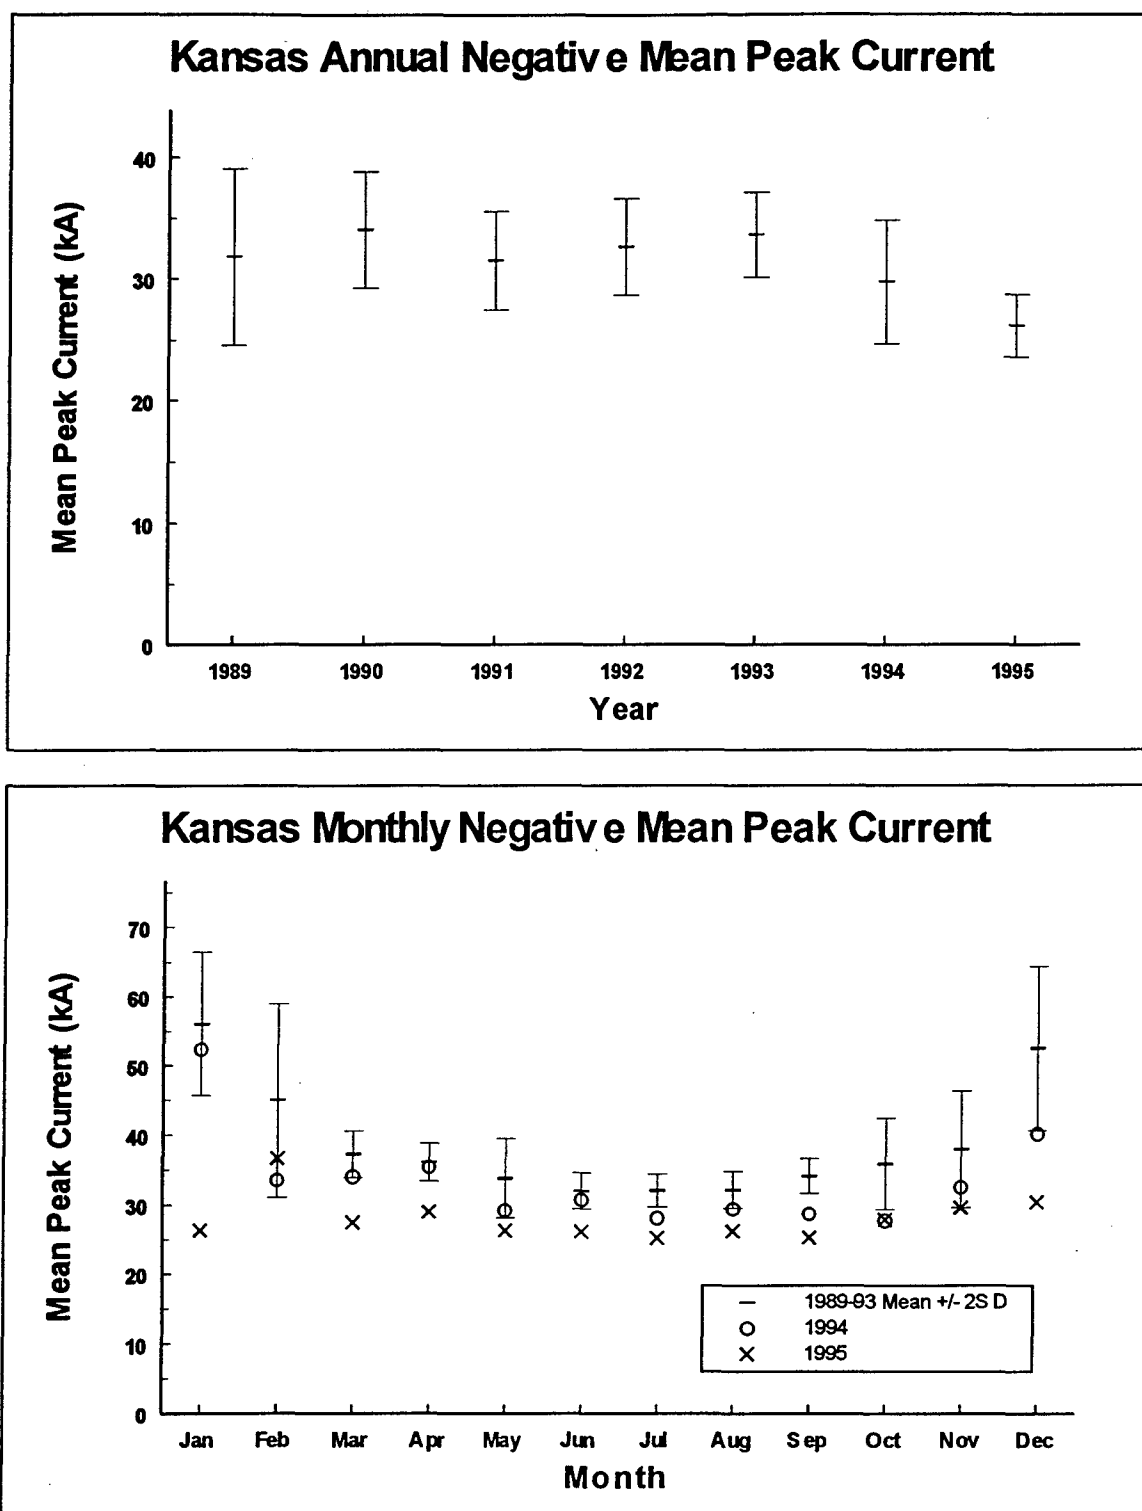 Kansas Annual Negative Mean Peak Current
Mean Peak Current (kA)
40
30
20
10
0
1989 1990 1991 1992 1993 1994 1995
Year
Kansas Monthly Negative Mean Peak Current
Mean Peak Current (kA)
70
60
50
40
30
20
10
0
1989-93 Mean +/- 2SD
1994
1995
Jan Feb Mar Apr May Jun Jul Aug Sep Oct Nov Dec
Month